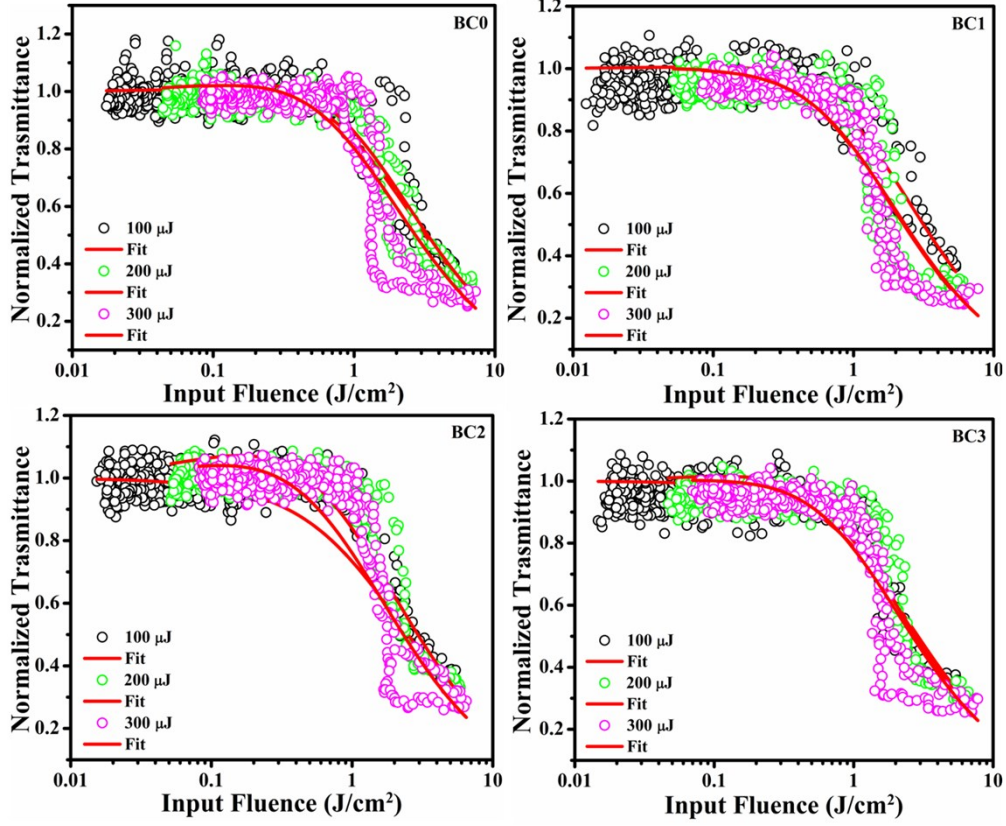 BC0
Normalized Trasmittance
1.2
1.0
0.8
0.6
0.4
0.2
100 μJ
Fit
200 μJ
Fit
300 μJ
Fit
0.01 0.1 1 10
Input Fluence (J/cm²)
BC1
Normalized Trasmittance
1.2
1.0
0.8
0.6
0.4
0.2
100 μJ
Fit
200 μJ
Fit
300 μJ
Fit
0.1 1 10
Input Fluence (J/cm²)
BC2
Normalized Trasmittance
1.2
1.0
0.8
0.6
0.4
0.2
100 μJ
Fit
200 μJ
Fit
300 μJ
Fit
0.01 0.1 1 10
Input Fluence (J/cm²)
BC3
Normalized Trasmittance
1.2
1.0
0.8
0.6
0.4
0.2
100 μJ
Fit
200 μJ
Fit
300 μJ
Fit
0.01 0.1 1 10
Input Fluence (J/cm²)